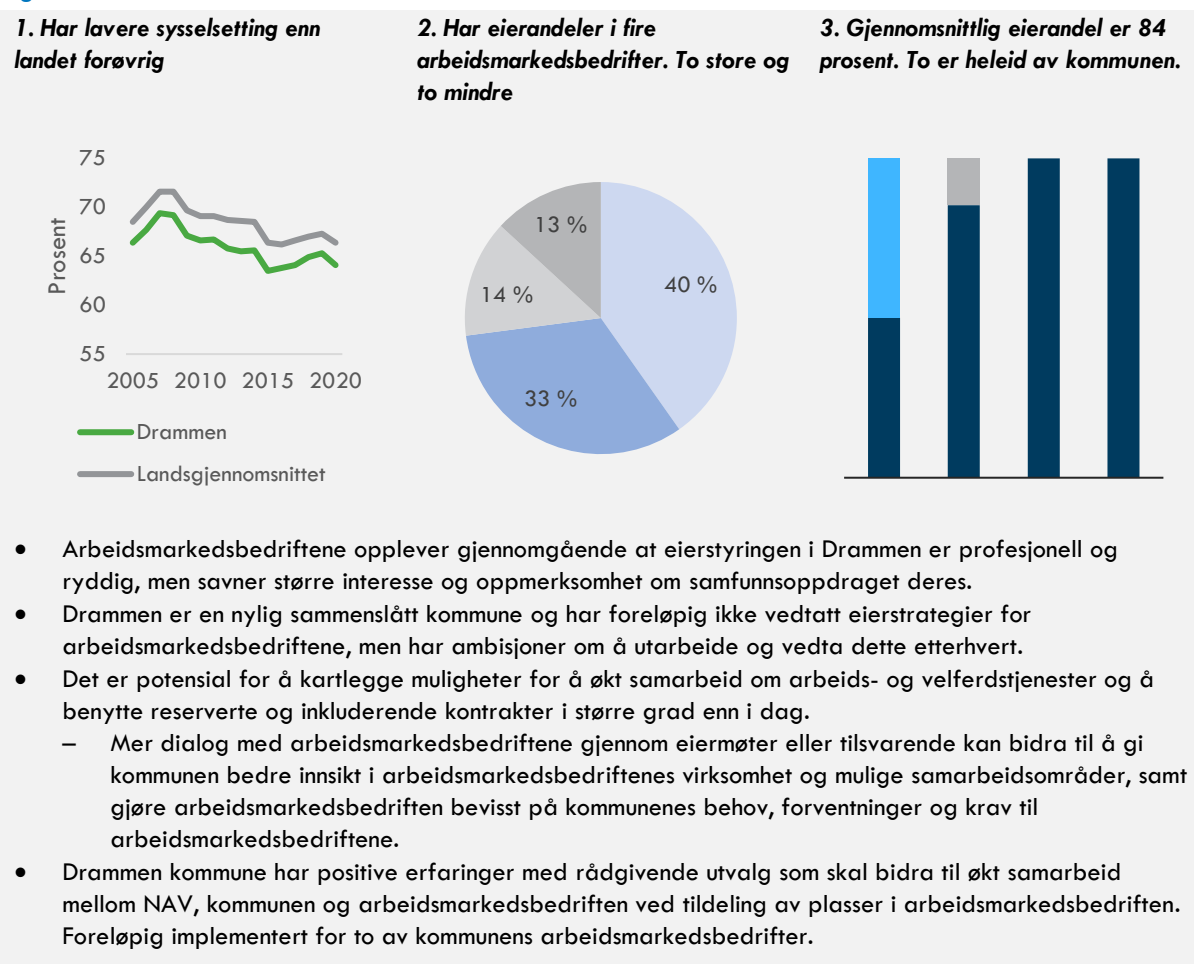 1. Har lavere sysselsetting enn
landet forøvrig
2. Har eierandeler i fire
arbeidsmarkedsbedrifter. To store og
to mindre
3. Gjennomsnittlig eierandel er 84
prosent. To er heleid av kommunen.
75
70
65
60
55
Prosent
2005 2010 2015 2020
Drammen
Landsgjennomsnittet
13 %
40 %
14 %
33 %
• Arbeidsmarkedsbedriftene opplever gjennomgående at eierstyringen i Drammen er profesjonell og
ryddig, men savner større interesse og oppmerksomhet om samfunnsoppdraget deres.
• Drammen er en nylig sammenslått kommune og har foreløpig ikke vedtatt eierstrategier for
arbeidsmarkedsbedriftene, men har ambisjoner om å utarbeide og vedta dette etterhvert.
• Det er potensial for å kartlegge muligheter for å økt samarbeid om arbeids- og velferdstjenester og å
benytte reserverte og inkluderende kontrakter i større grad enn i dag.
– Mer dialog med arbeidsmarkedsbedriftene gjennom eiermøter eller tilsvarende kan bidra til å gi
kommunen bedre innsikt i arbeidsmarkedsbedriftenes virksomhet og mulige samarbeidsområder, samt
gjøre arbeidsmarkedsbedriften bevisst på kommunenes behov, forventninger og krav til
arbeidsmarkedsbedriftene.
• Drammen kommune har positive erfaringer med rådgivende utvalg som skal bidra til økt samarbeid
mellom NAV, kommunen og arbeidsmarkedsbedriften ved tildeling av plasser i arbeidsmarkedsbedriften.
Foreløpig implementert for to av kommunens arbeidsmarkedsbedrifter.